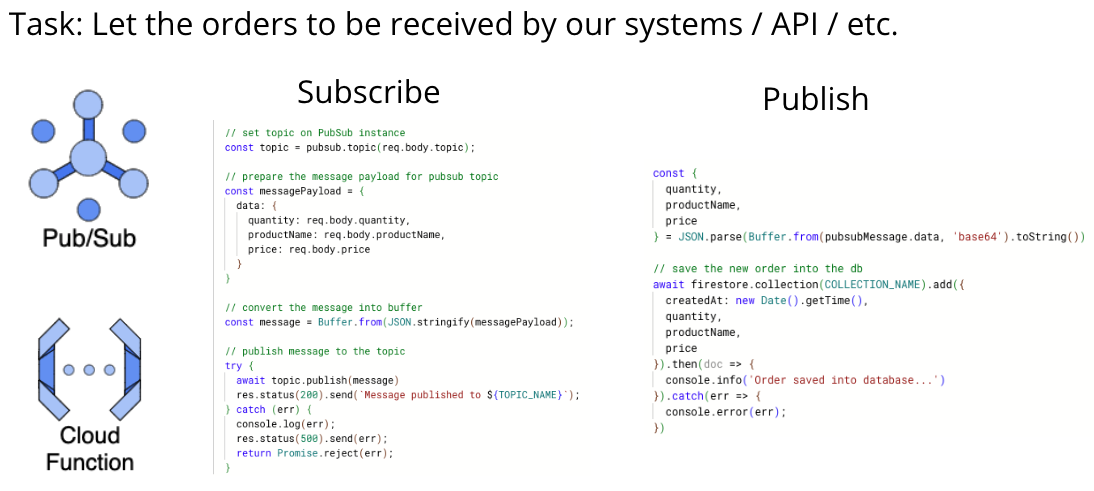 Task: Let the orders to be received by our systems / API / etc.
Pub/Sub
Cloud
Function
Subscribe
// set topic on PubSub instance
const topic = pubsub.topic(req.body.topic);
// prepare the message payload for pubsub topic
const messagePayload = {
data: {
quantity: req.body.quantity,
productName: req.body.productName,
price: req.body.price
}
}
// convert the message into buffer
const message = Buffer.from(JSON.stringify(messagePayload));
// publish message to the topic
try {
await topic.publish(message)
res.status(200).send(`Message published to ${TOPIC_NAME}`);
} catch (err) {
console.log(err);
res.status(500).send(err);
return Promise.reject(err);
}
Publish
const {
quantity,
productName,
price
} = JSON.parse(Buffer.from(pubsubMessage.data, 'base64').toString())
// save the new order into the db
await firestore.collection(COLLECTION_NAME).add({
createdAt: new Date().getTime(),
quantity,
productName,
price
}).then(doc => {
console.info('Order saved into database...')
}).catch(err => {
console.error(err);
})